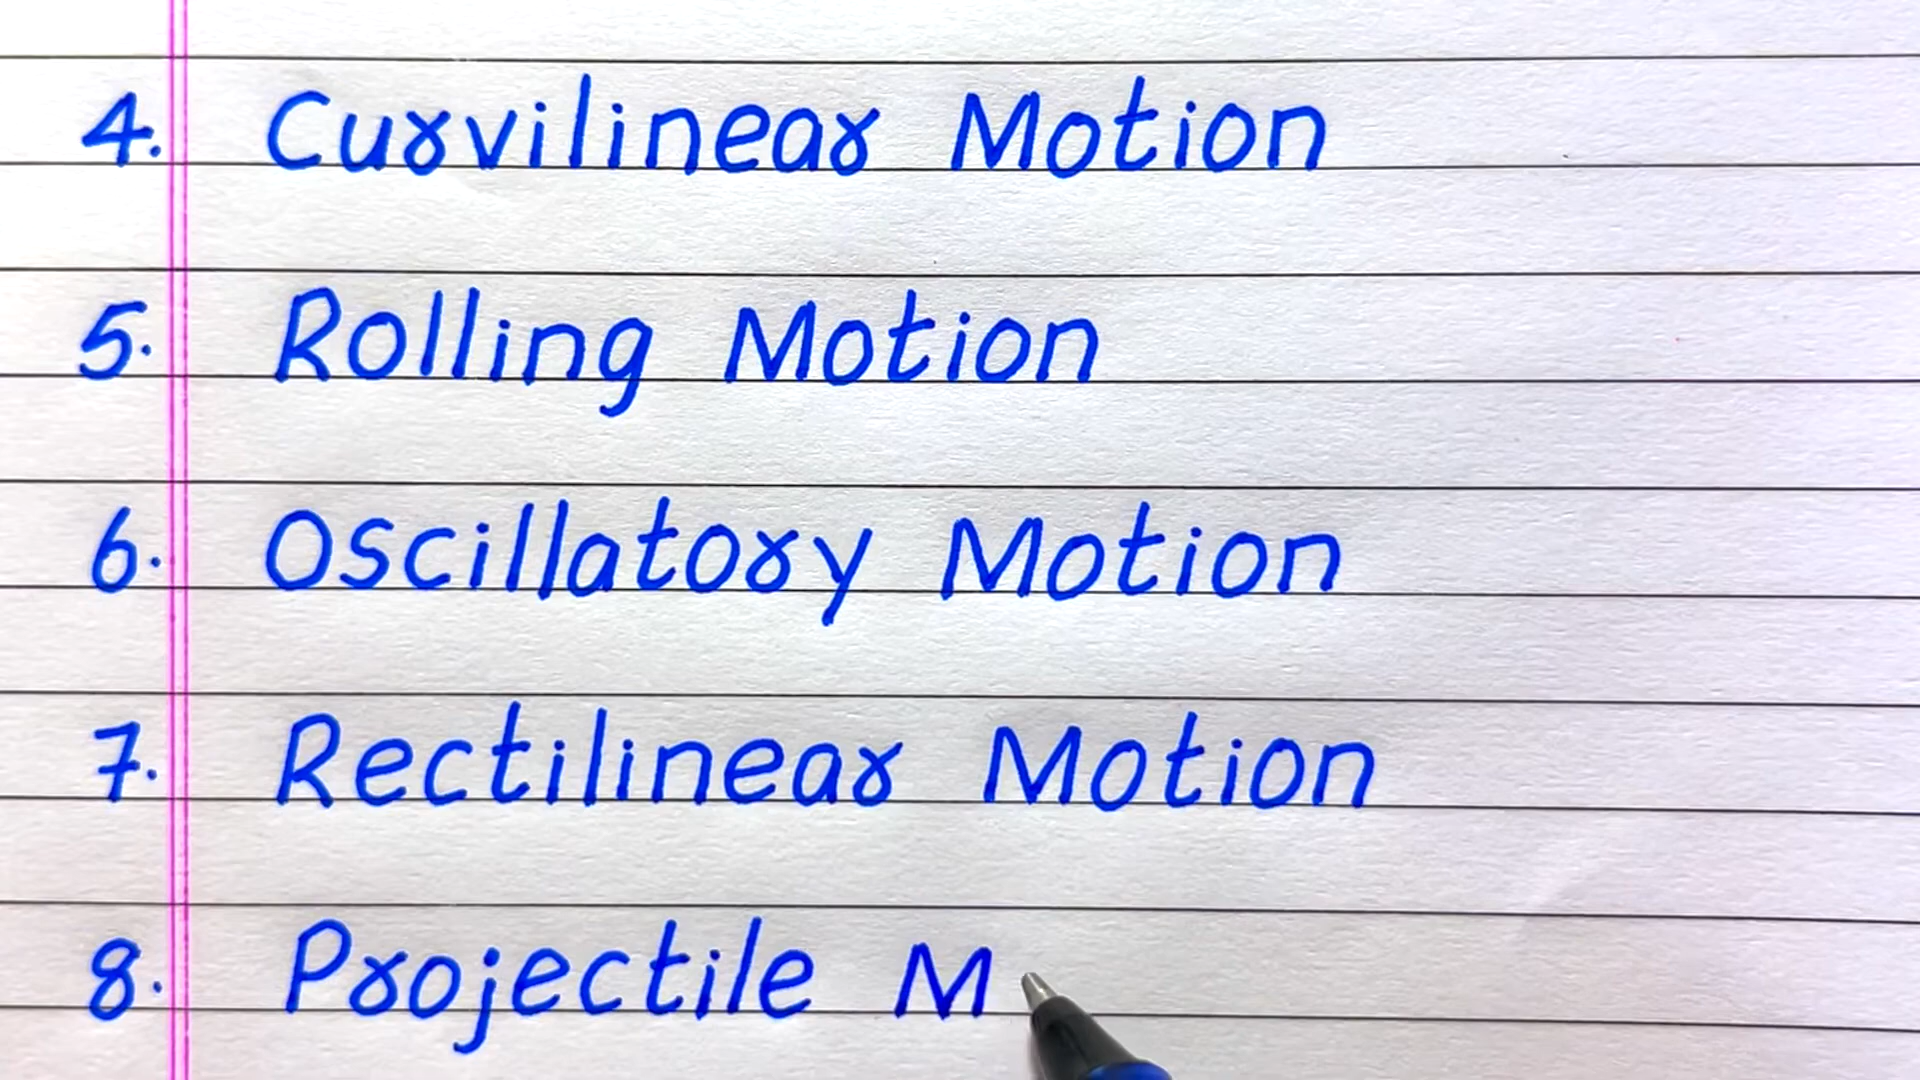 4. Curvilinear Motion
5. Rolling Motion
6. Oscillatory Motion
7. Rectilinear Motion
8. Projectile M